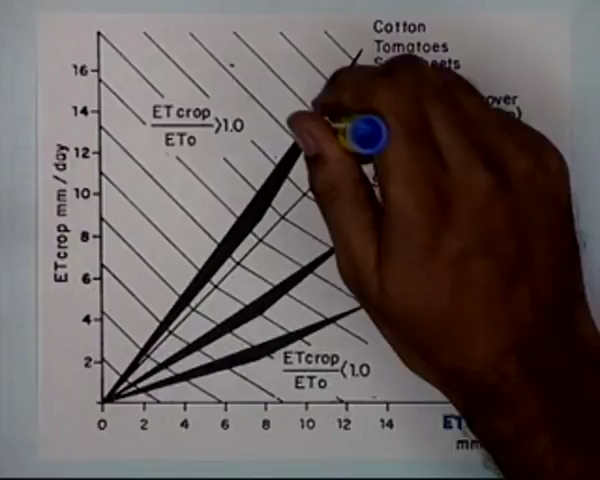 Cotton
Tomatoes
ETcrop
ETo
>1.0
ETcrop mm/day
16
14
12
10
8
6
4
2
ETcrop
ETo
<1.0
0
2
4
6
8
10
12
14